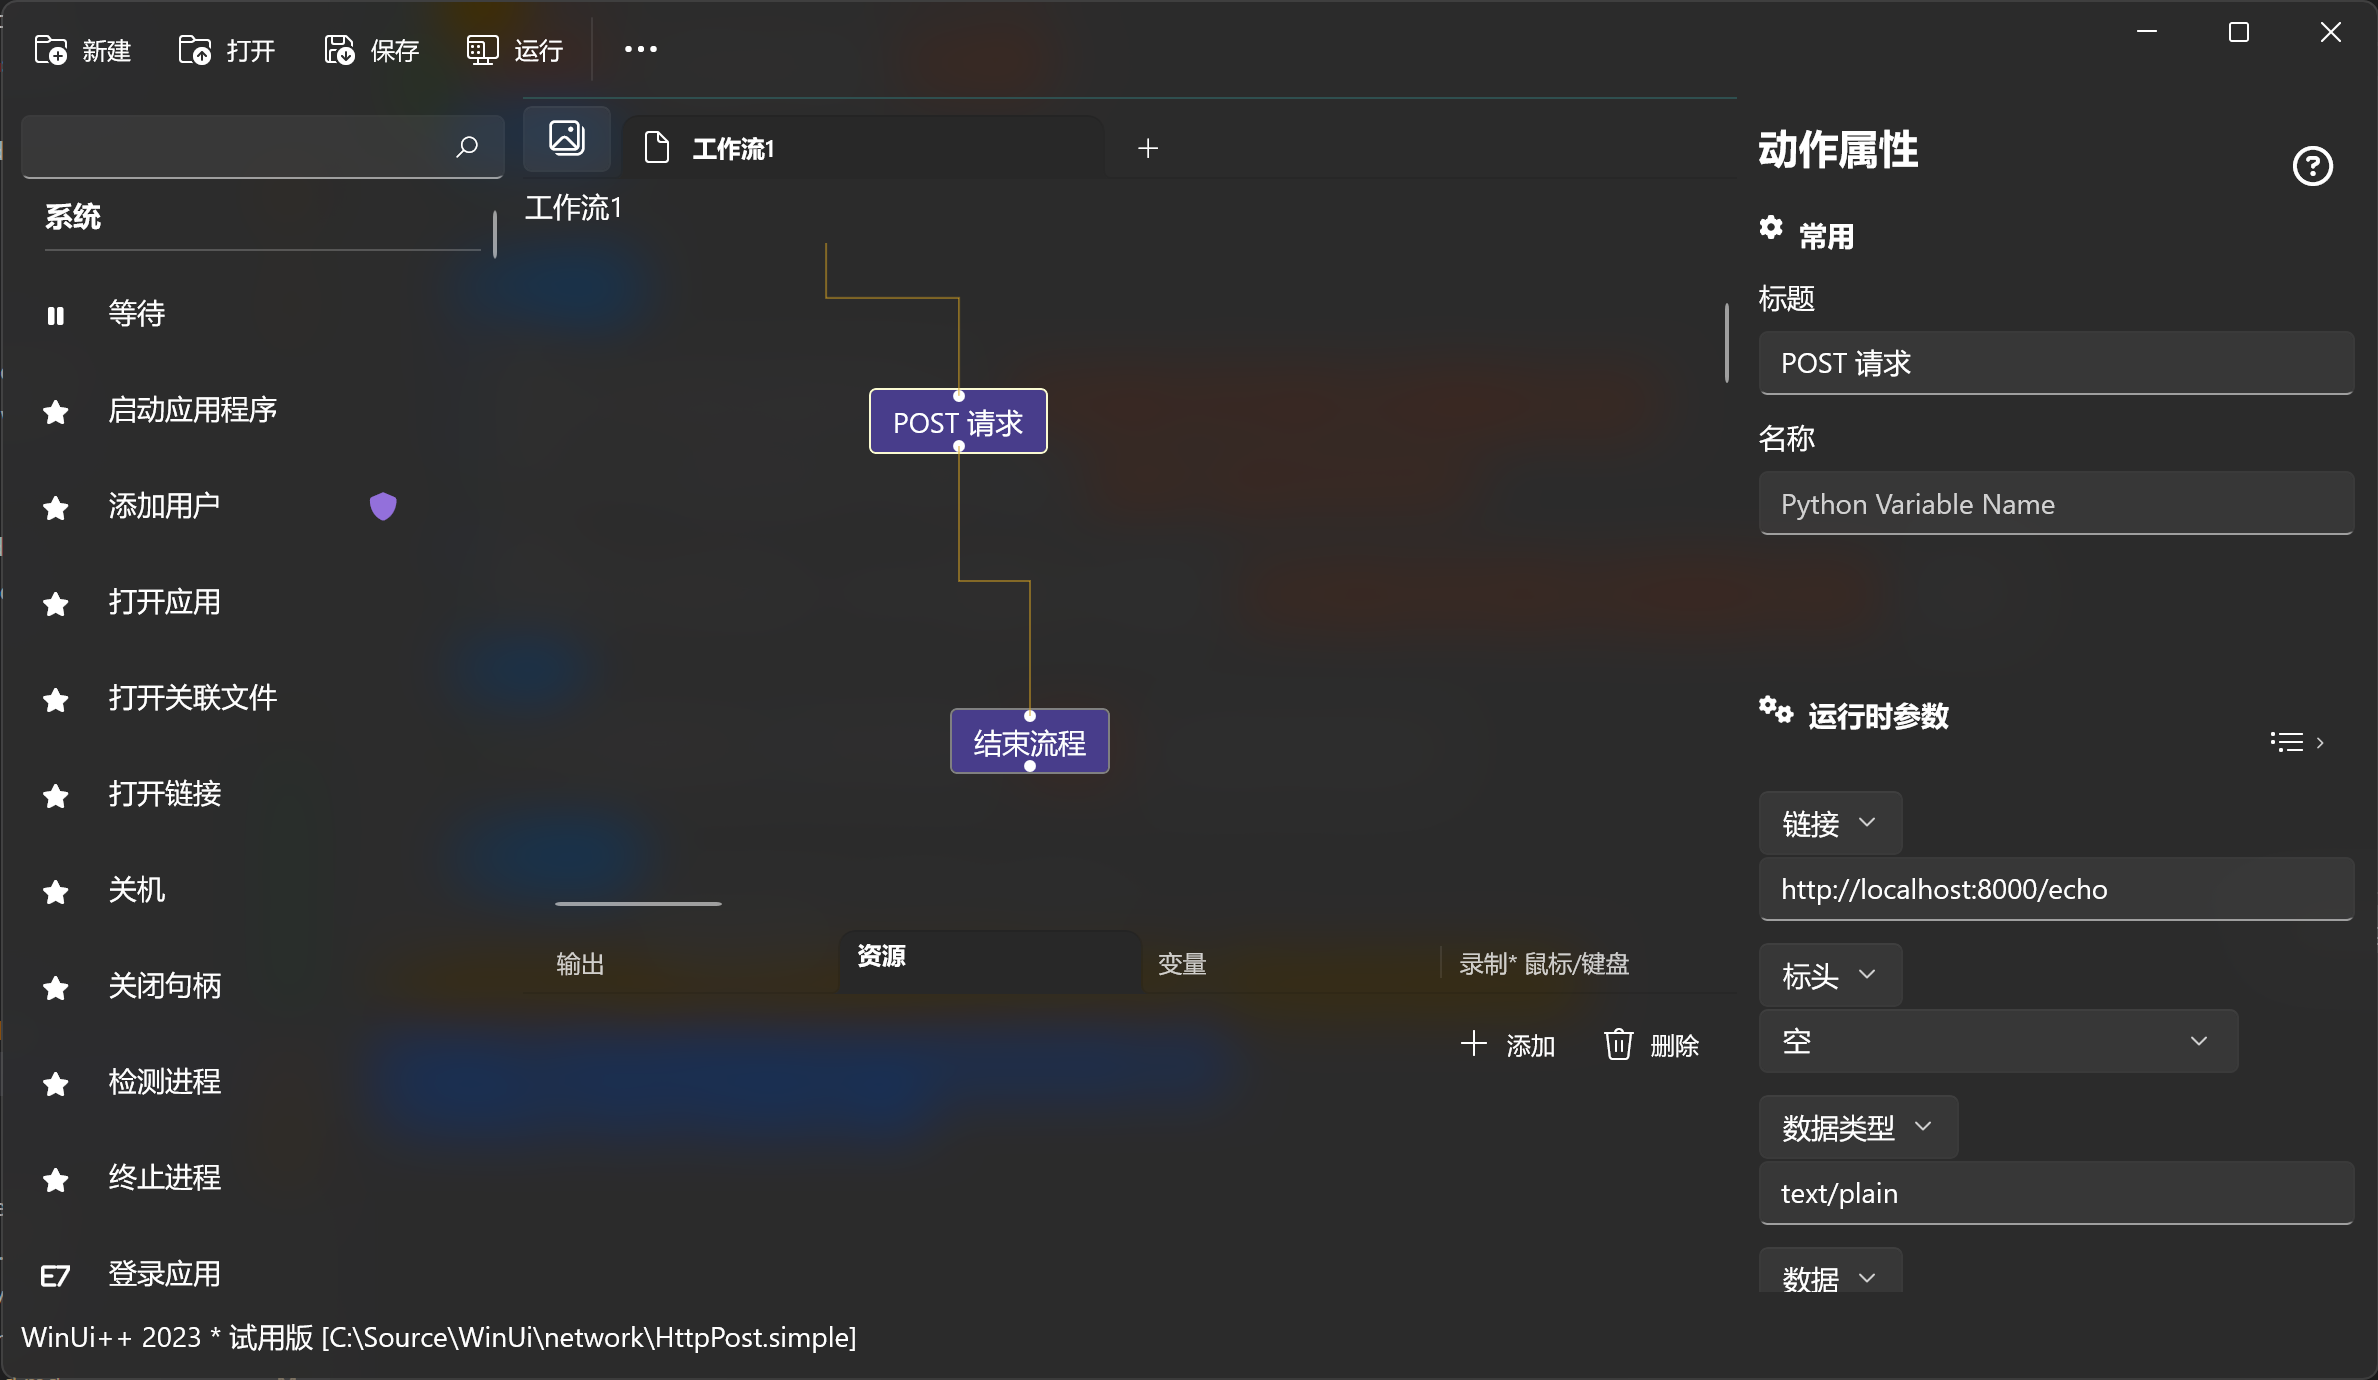 新建
打开
保存
运行
系统
等待
启动应用程序
添加用户
打开应用
打开关联文件
打开链接
关机
关闭句柄
检测进程
终止进程
E7
登录应用
工作流1
工作流1
POST 请求
结束流程
输出
资源
变量
录制* 鼠标/键盘
添加
删除
动作属性
常用
标题
POST 请求
名称
Python Variable Name
运行时参数
链接
http://localhost:8000/echo
标头
空
数据类型
text/plain
数据
WinUi++ 2023 * 试用版 [C:\Source\WinUi\network\HttpPost.simple]